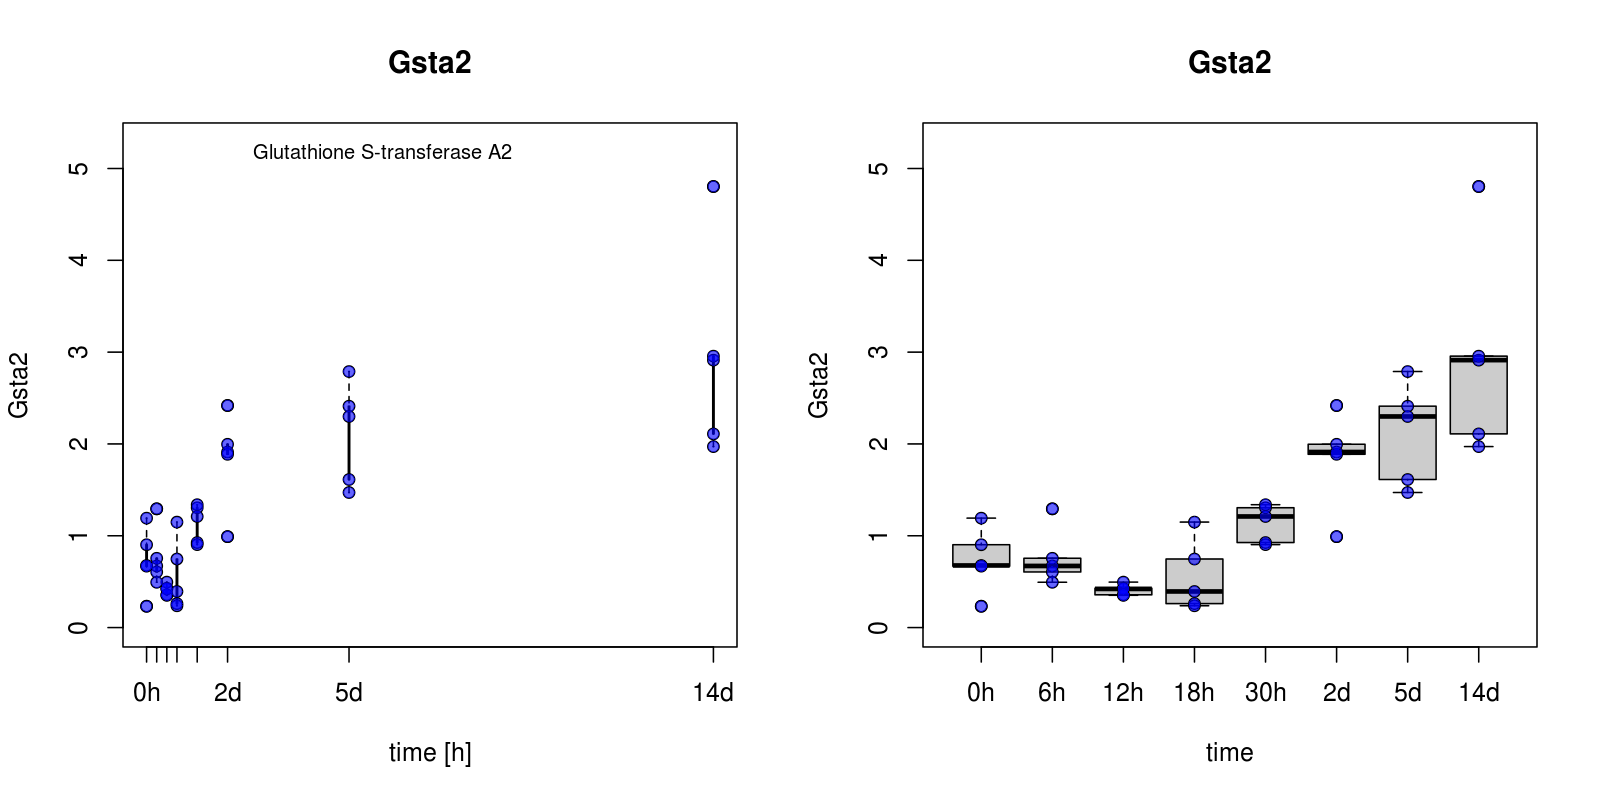 Gsta2
Glutathione S-transferase A2
Gsta2
0 1 2 3 4 5
0h 2d 5d 14d
time [h]
Gsta2
Gsta2
0 1 2 3 4 5
0h 6h 12h 18h 30h 2d 5d 14d
time